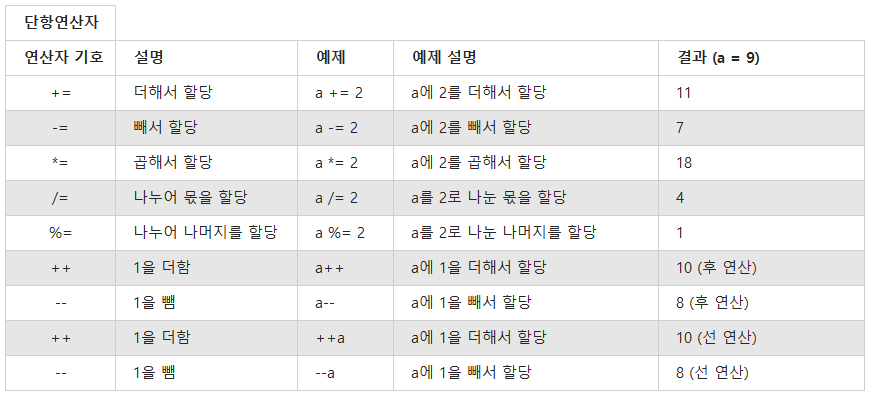 단항연산자
연산자 기호 설명 예제 예제 설명 결과 (a = 9)
+= 더해서 할당 a += 2 a에 2를 더해서 할당 11
-= 빼서 할당 a -= 2 a에 2를 빼서 할당 7
*= 곱해서 할당 a *= 2 a에 2를 곱해서 할당 18
/= 나누어 몫을 할당 a /= 2 a를 2로 나눈 몫을 할당 4
%= 나누어 나머지를 할당 a %= 2 a를 2로 나눈 나머지를 할당 1
++ 1을 더함 a++ a에 1을 더해서 할당 10 (후 연산)
-- 1을 뺌 a-- a에 1을 빼서 할당 8 (후 연산)
++ 1을 더함 ++a a에 1을 더해서 할당 10 (선 연산)
-- 1을 뺌 --a a에 1을 빼서 할당 8 (선 연산)